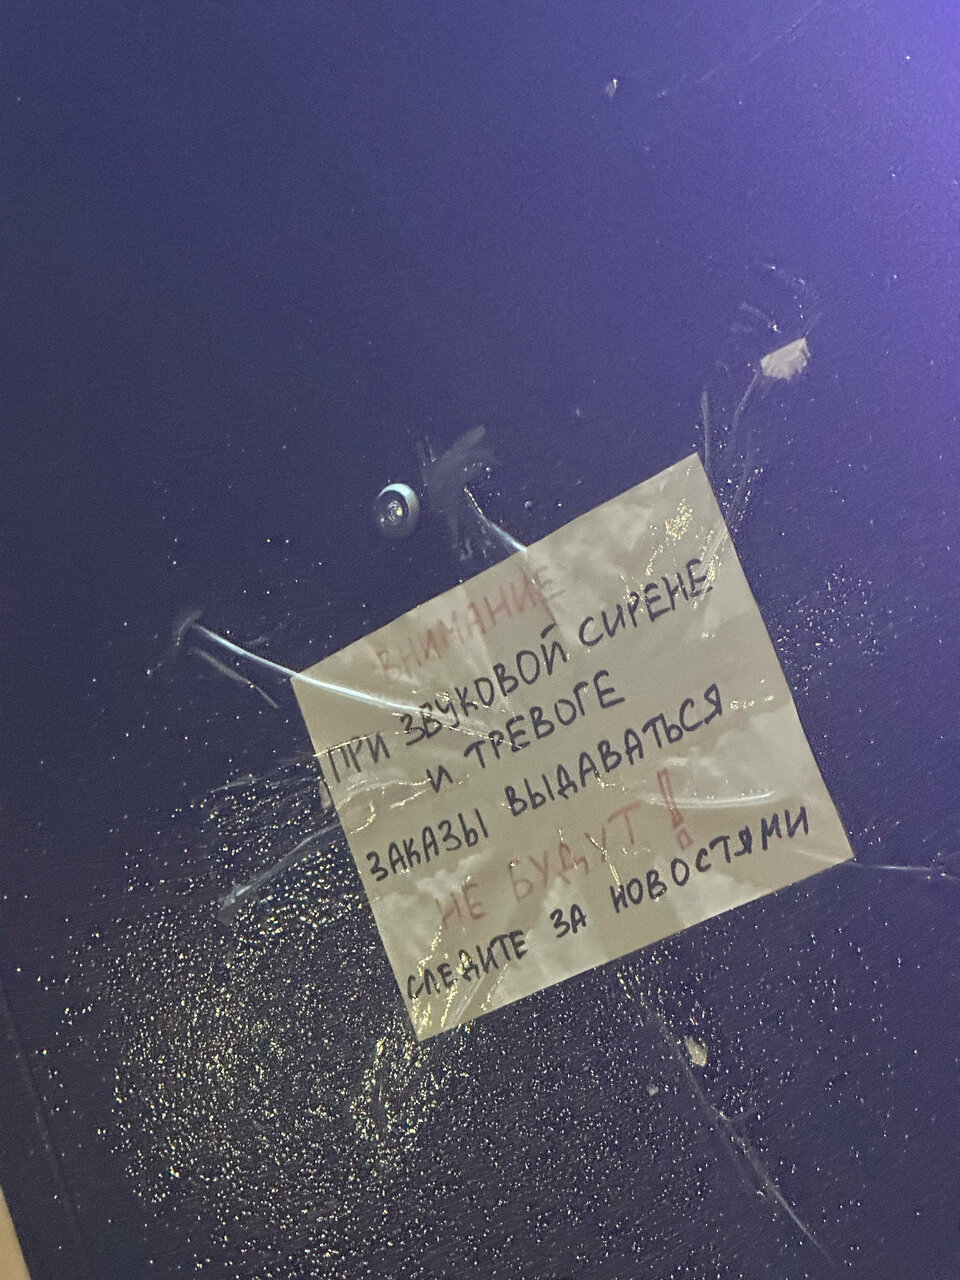 ВНИМАНИЕ
ПРИ ЗВУКОВОЙ СИРЕНЕ
И ТРЕВОГЕ
ЗАКАЗЫ ВЫДАВАТЬСЯ
НЕ БУДУТ!
СЛЕДИТЕ ЗА НОВОСТЯМИ